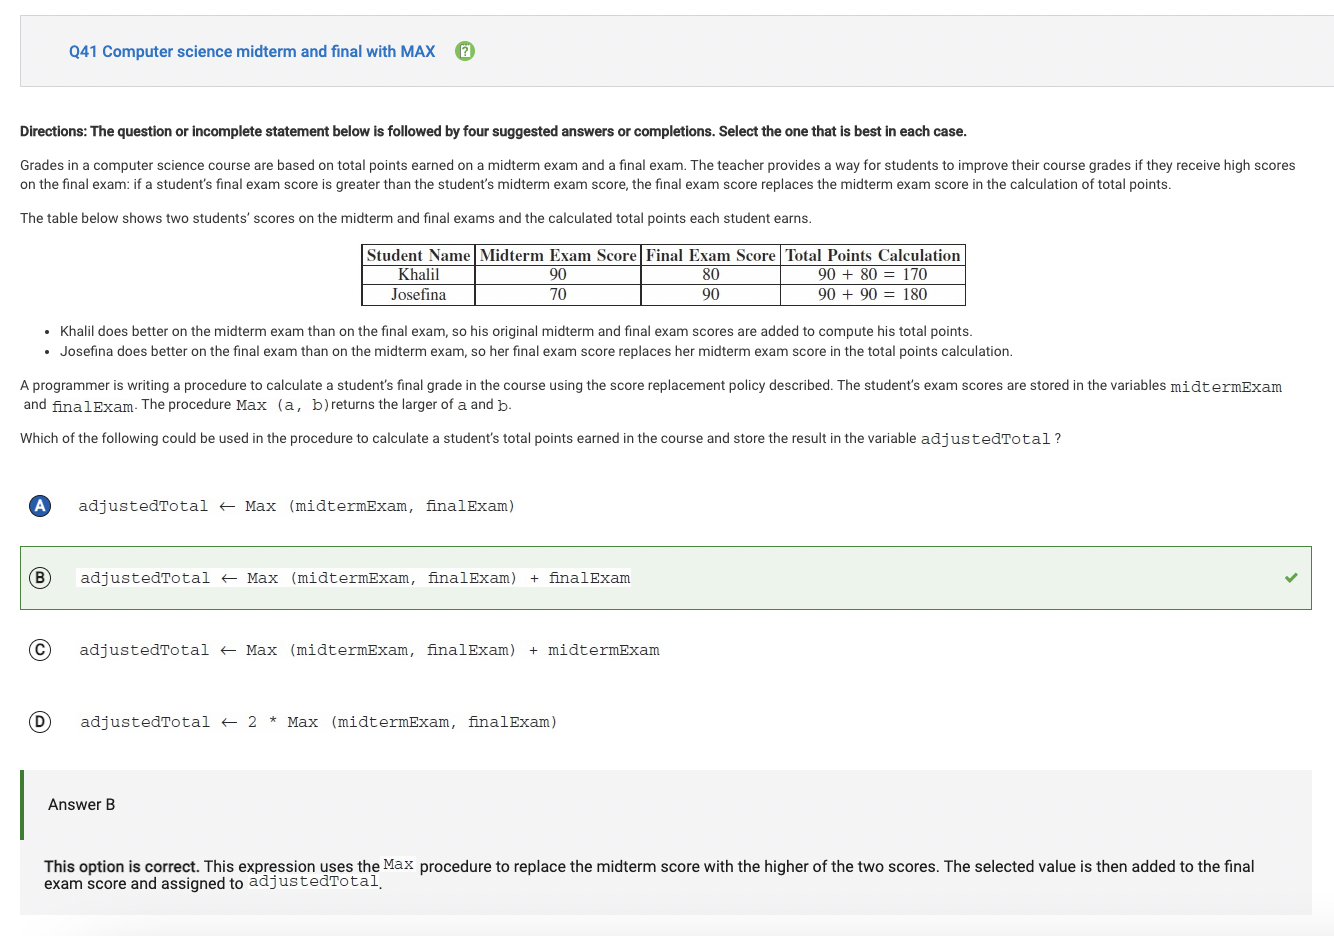 Q41 Computer science midterm and final with MAX
Directions: The question or incomplete statement below is followed by four suggested answers or completions. Select the one that is best in each case.
Grades in a computer science course are based on total points earned on a midterm exam and a final exam. The teacher provides a way for students to improve their course grades if they receive high scores
on the final exam: if a student's final exam score is greater than the student's midterm exam score, the final exam score replaces the midterm exam score in the calculation of total points.
The table below shows two students' scores on the midterm and final exams and the calculated total points each student earns.
Student Name Midterm Exam Score Final Exam Score Total Points Calculation
Khalil 90 80 90 + 80 = 170
Josefina 70 90 90 + 90 = 180
• Khalil does better on the midterm exam than on the final exam, so his original midterm and final exam scores are added to compute his total points.
• Josefina does better on the final exam than on the midterm exam, so her final exam score replaces her midterm exam score in the total points calculation.
A programmer is writing a procedure to calculate a student's final grade in the course using the score replacement policy described. The student's exam scores are stored in the variables midtermExam
and finalExam. The procedure Max (a, b)returns the larger of a and b.
Which of the following could be used in the procedure to calculate a student's total points earned in the course and store the result in the variable adjustedTotal ?
A adjustedTotal ← Max (midtermExam, finalExam)
B adjustedTotal ← Max (midtermExam, finalExam) + finalExam
C adjustedTotal ← Max (midtermExam, finalExam) + midtermExam
D adjustedTotal ← 2 * Max (midtermExam, finalExam)
Answer B
This option is correct. This expression uses the Max procedure to replace the midterm score with the higher of the two scores. The selected value is then added to the final
exam score and assigned to adjustedTotal.